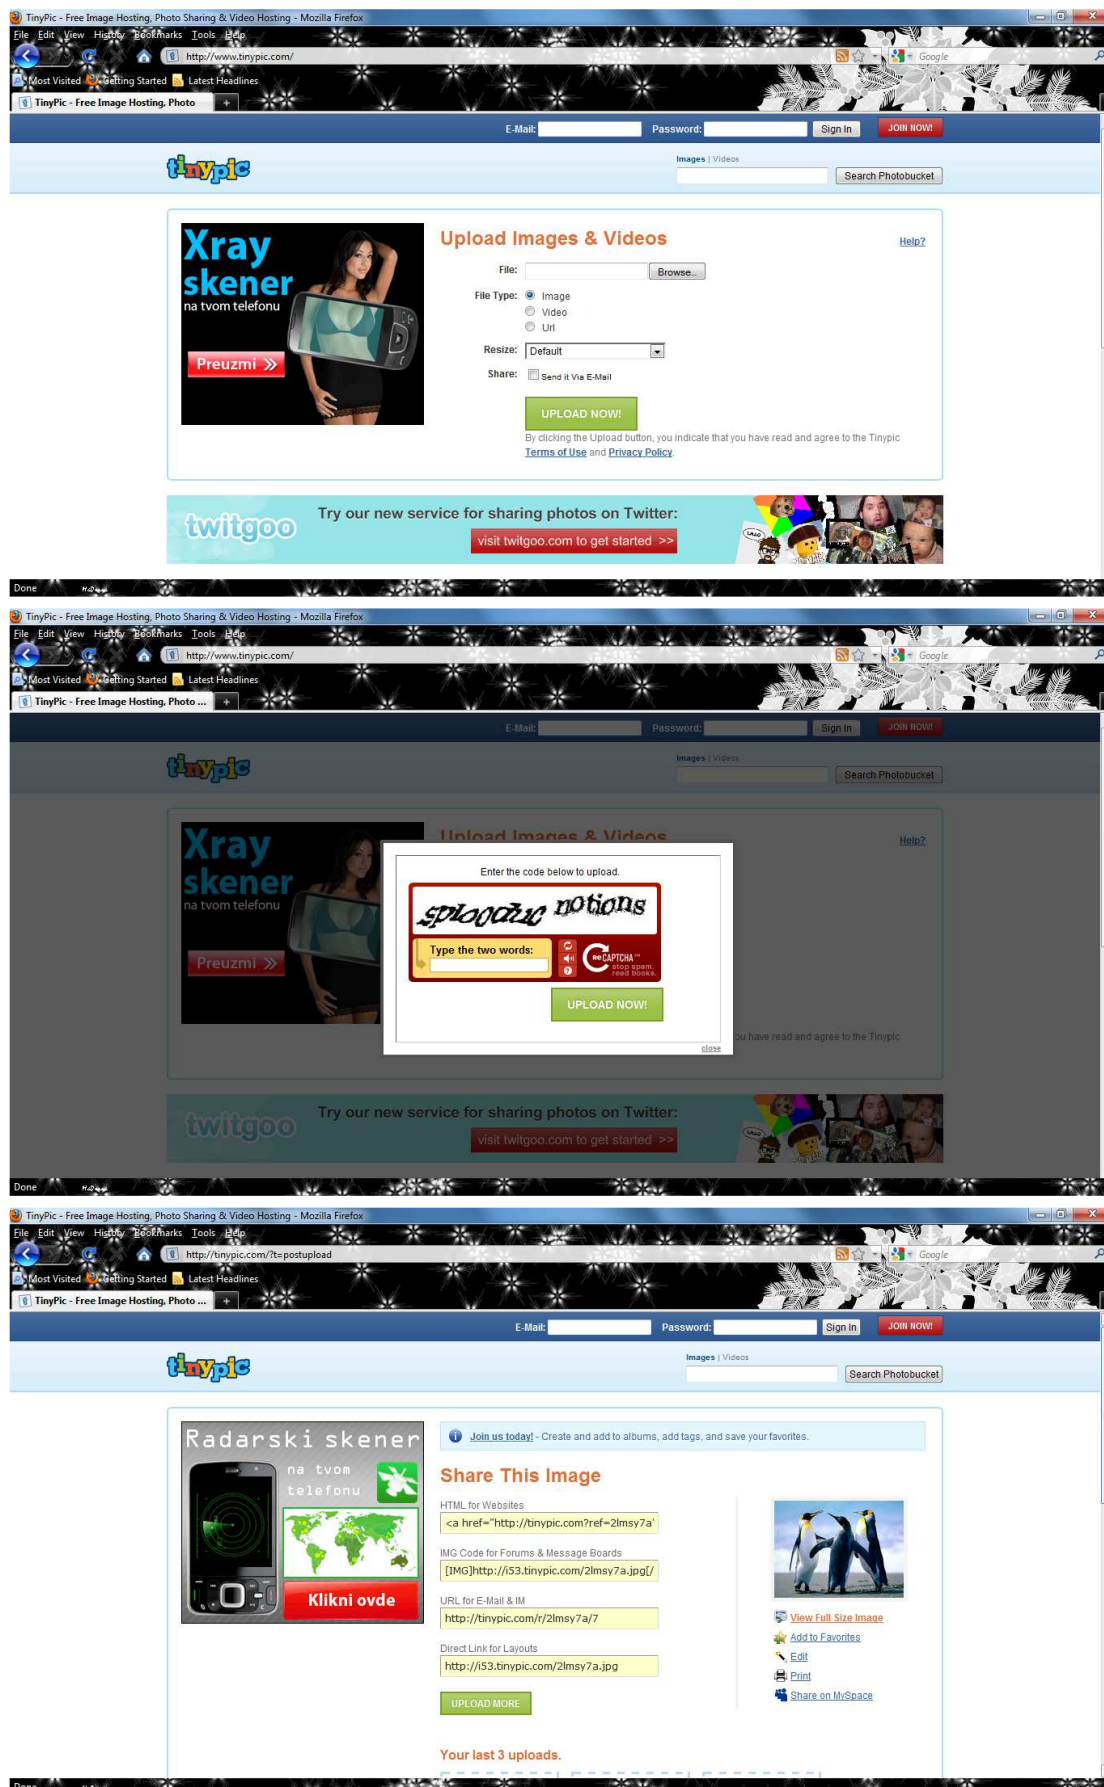 TinyPic - Free Image Hosting, Photo Sharing & Video Hosting - Mozilla Firefox
File Edit View History Bookmarks Tools Help
http://www.tinypic.com/
Google
Most Visited Getting Started Latest Headlines
TinyPic - Free Image Hosting, Photo
E-Mail: Password: Sign In JOIN NOW!
tinypic
Images | Videos
Search Photobucket
Xray
skener
na tvom telefonu
Preuzmi
Upload Images & Videos
Help?
File: Browse...
File Type: Image
Video
Url
Resize: Default
Share: Send it Via E-Mail
UPLOAD NOW!
By clicking the Upload button, you indicate that you have read and agree to the Tinypic
Terms of Use and Privacy Policy.
twitgoo
Try our new service for sharing photos on Twitter:
visit twitgoo.com to get started >>
Done
TinyPic - Free Image Hosting, Photo Sharing & Video Hosting - Mozilla Firefox
File Edit View History Bookmarks Tools Help
http://www.tinypic.com/
Google
Most Visited Getting Started Latest Headlines
TinyPic - Free Image Hosting, Photo ...
E-Mail: Password: Sign In JOIN NOW!
tinypic
Images | Videos
Search Photobucket
Xray
skener
na tvom telefonu
Preuzmi
Upload Images & Videos
Help?
Enter the code below to upload.
notions
Type the two words:
reCAPTCHA™
stop spam.
read books.
UPLOAD NOW!
close
you have read and agree to the Tinypic
twitgoo
Try our new service for sharing photos on Twitter:
visit twitgoo.com to get started >>
Done
TinyPic - Free Image Hosting, Photo Sharing & Video Hosting - Mozilla Firefox
File Edit View History Bookmarks Tools Help
http://tinypic.com/?t=postupload
Google
Most Visited Getting Started Latest Headlines
TinyPic - Free Image Hosting, Photo ...
E-Mail: Password: Sign In JOIN NOW!
tinypic
Images | Videos
Search Photobucket
Radarski skener
na tvom
telefonu
Klikni ovde
Join us today! - Create and add to albums, add tags, and save your favorites.
Share This Image
HTML for Websites
<a href="http://tinypic.com?ref=2lmsy7a"
IMG Code for Forums & Message Boards
[IMG]http://i53.tinypic.com/2lmsy7a.jpg[/
URL for E-Mail & IM
http://tinypic.com/r/2lmsy7a/7
Direct Link for Layouts
http://i53.tinypic.com/2lmsy7a.jpg
UPLOAD MORE
View Full Size Image
Add to Favorites
Edit
Print
Share on MySpace
Your last 3 uploads.
Done